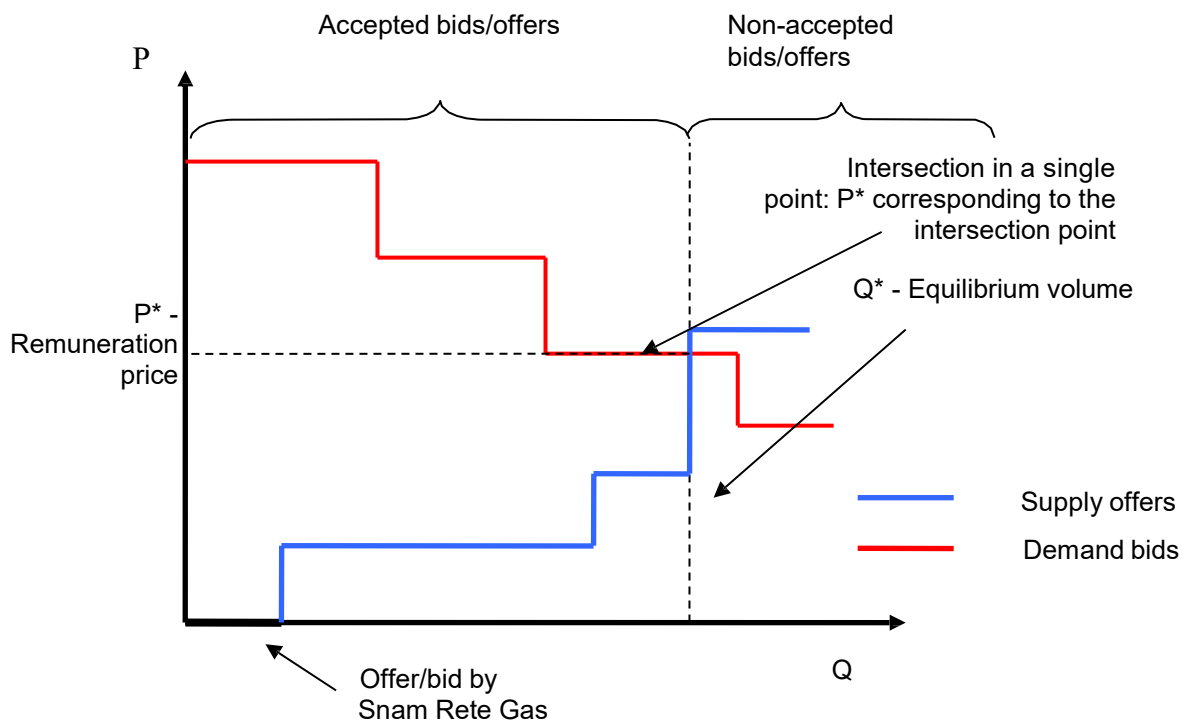 Accepted bids/offers
Non-accepted
bids/offers
P
Intersection in a single
point: P* corresponding to the
intersection point
Q* - Equilibrium volume
P* -
Remuneration
price
Supply offers
Demand bids
Q
Offer/bid by
Snam Rete Gas